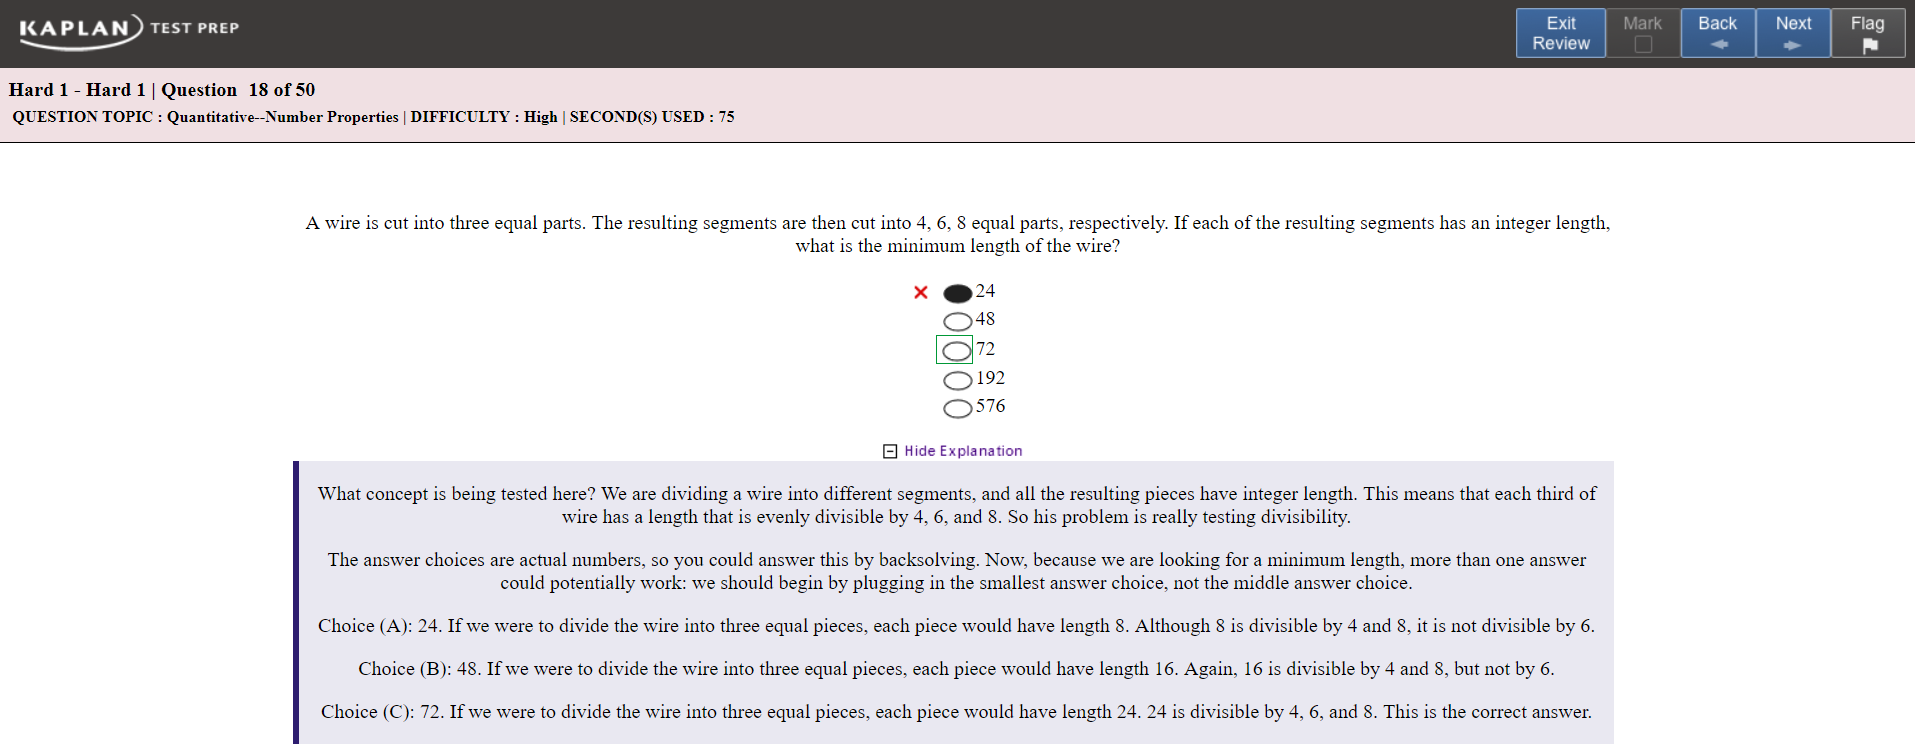 KAPLAN TEST PREP
Exit Review
Mark
Back
Next
Flag
Hard 1 - Hard 1 | Question 18 of 50
QUESTION TOPIC : Quantitative--Number Properties | DIFFICULTY : High | SECOND(S) USED : 75
A wire is cut into three equal parts. The resulting segments are then cut into 4, 6, 8 equal parts, respectively. If each of the resulting segments has an integer length,
what is the minimum length of the wire?
24
48
72
192
576
Hide Explanation
What concept is being tested here? We are dividing a wire into different segments, and all the resulting pieces have integer length. This means that each third of
wire has a length that is evenly divisible by 4, 6, and 8. So his problem is really testing divisibility.
The answer choices are actual numbers, so you could answer this by backsolving. Now, because we are looking for a minimum length, more than one answer
could potentially work: we should begin by plugging in the smallest answer choice, not the middle answer choice.
Choice (A): 24. If we were to divide the wire into three equal pieces, each piece would have length 8. Although 8 is divisible by 4 and 8, it is not divisible by 6.
Choice (B): 48. If we were to divide the wire into three equal pieces, each piece would have length 16. Again, 16 is divisible by 4 and 8, but not by 6.
Choice (C): 72. If we were to divide the wire into three equal pieces, each piece would have length 24. 24 is divisible by 4, 6, and 8. This is the correct answer.